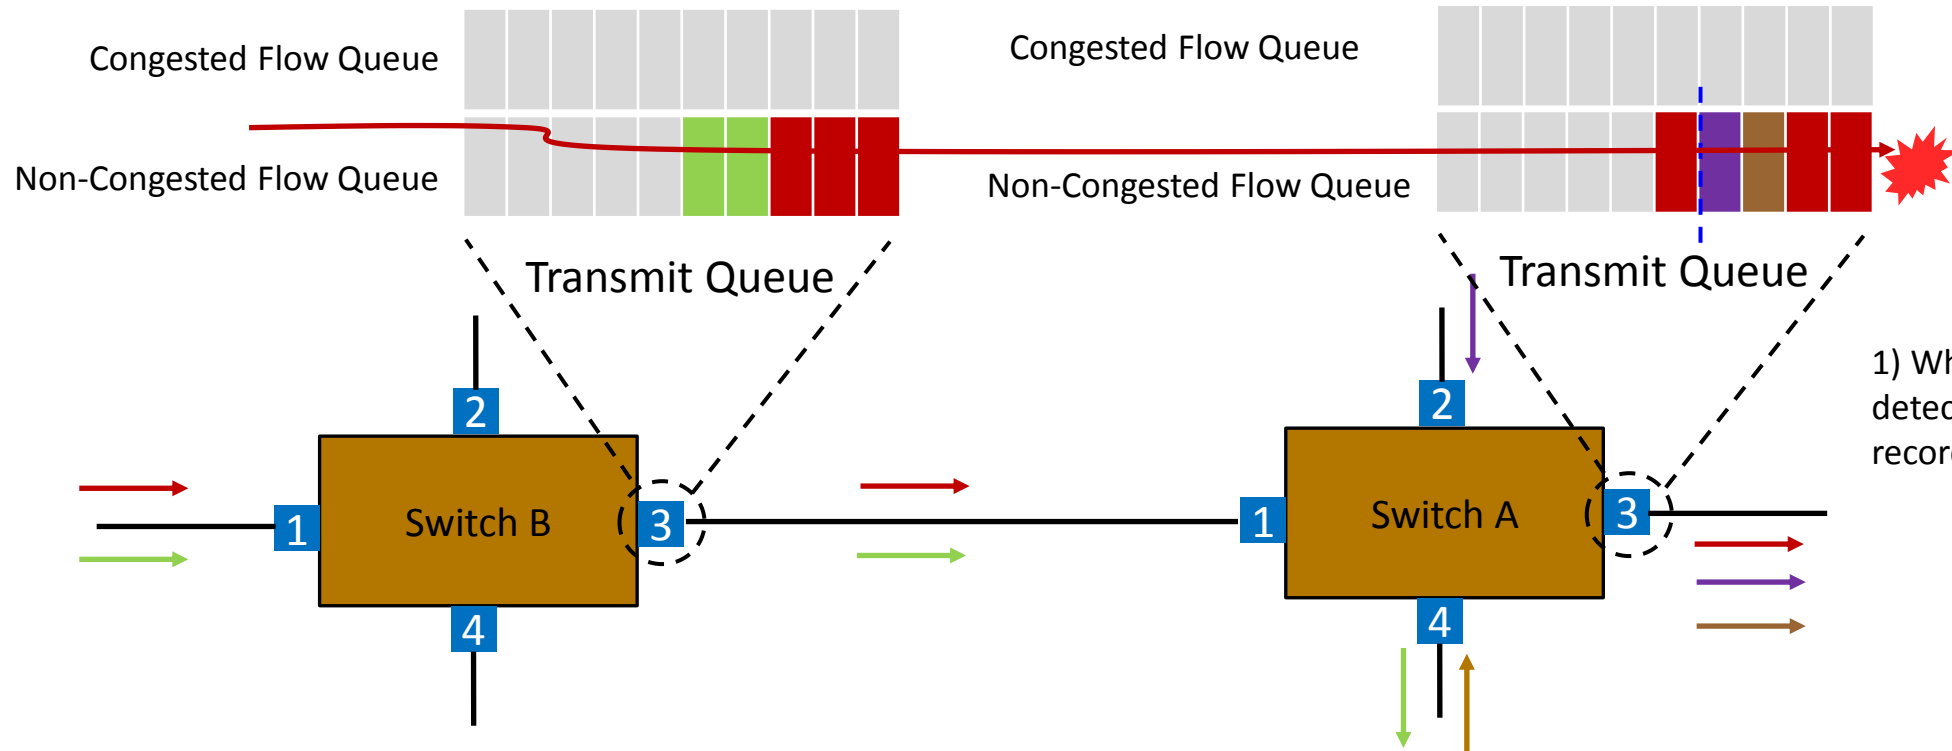 Congested Flow Queue
Non-Congested Flow Queue
Transmit Queue
Congested Flow Queue
Non-Congested Flow Queue
Transmit Queue
2
1
Switch B
3
4
2
1
Switch A
3
4
1) Wh
detec
recor